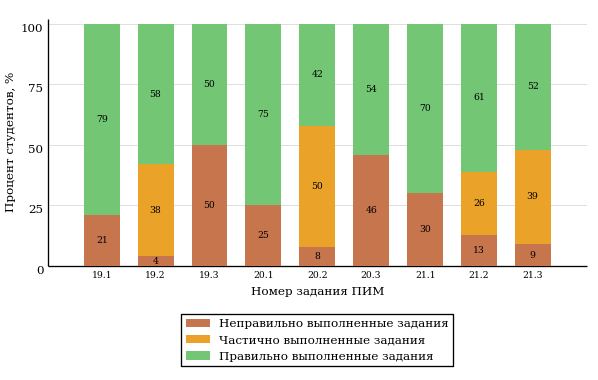 Процент студентов, %
100
75
50
25
0
79 58 50 75 42 54 70 61 52
38 50 26 39
21 4 50 25 8 46 30 13 9
19.1 19.2 19.3 20.1 20.2 20.3 21.1 21.2 21.3
Номер задания ПИМ
Неправильно выполненные задания
Частично выполненные задания
Правильно выполненные задания